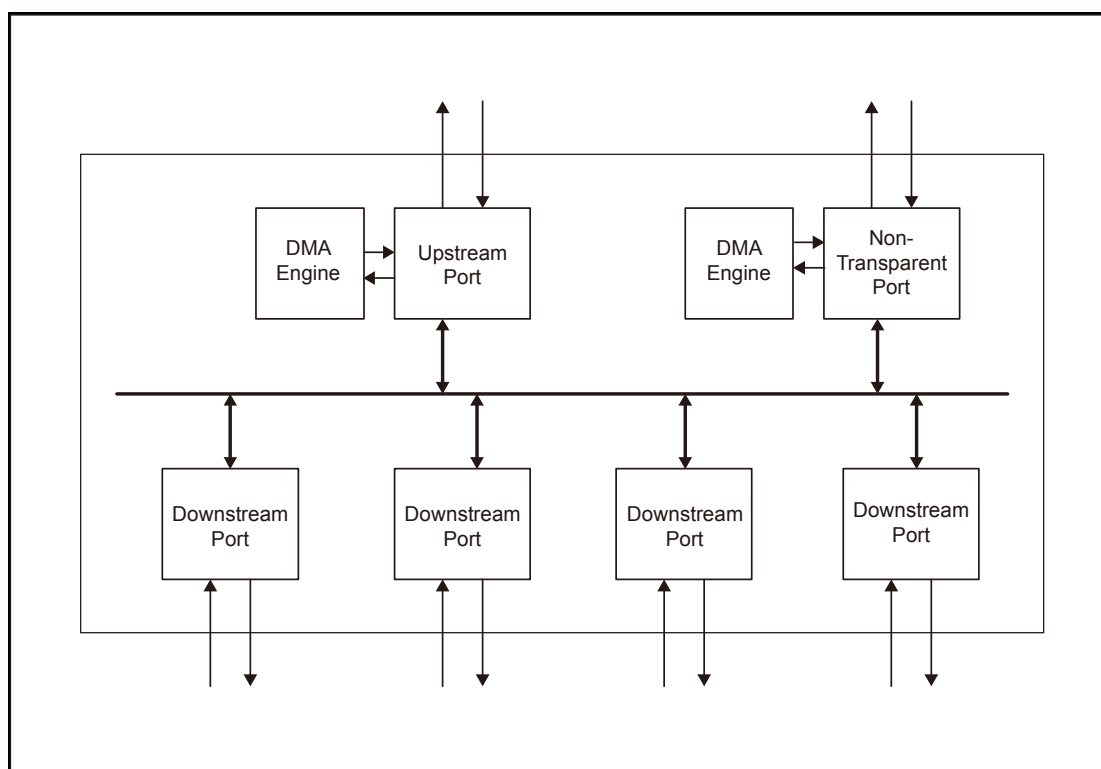 DMA
Engine
Upstream
Port
DMA
Engine
Non-
Transparent
Port
Downstream
Port
Downstream
Port
Downstream
Port
Downstream
Port